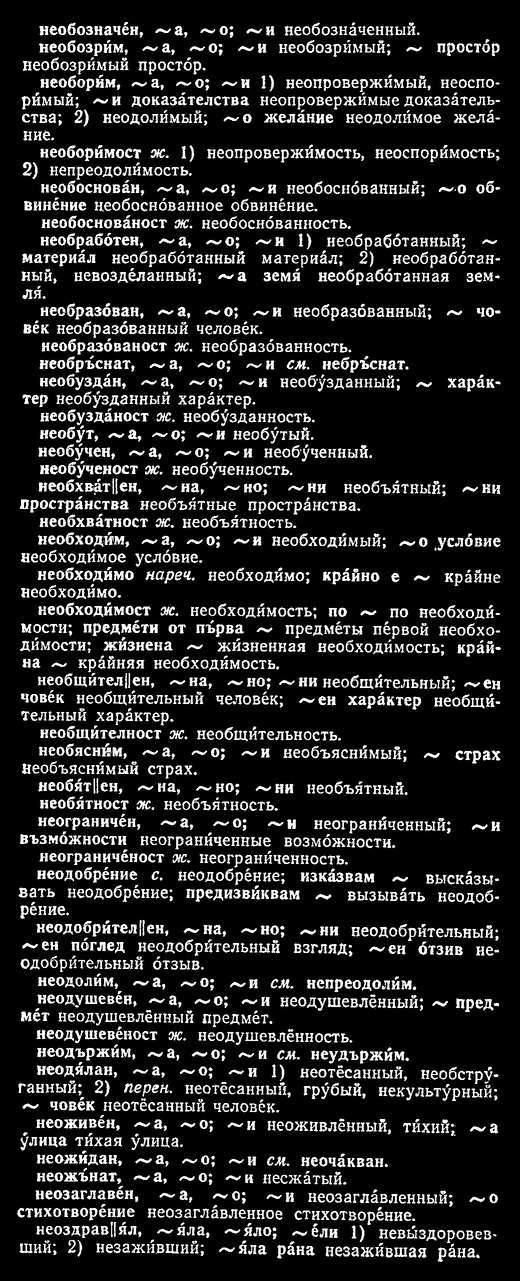 необозначе́н, ~а, ~о; ~и необозна́ченный.
необозри́м, ~а, ~о; ~и необозри́мый; ~ просто́р
необозри́мый просто́р.
необори́м, ~а, ~о; ~и 1) неопровержи́мый, неоспо-
ри́мый; ~и доказа́телства неопровержи́мые доказа́тель-
ства; 2) неодоли́мый; ~о жела́ние неодоли́мое жела́-
ние.
необори́мост ж. 1) неопровержи́мость, неоспори́мость;
2) непреодоли́мость.
необоснова́н, ~а, ~о; ~и необосно́ванный; ~о об-
вине́ние необосно́ванное обвине́ние.
необоснова́ност ж. необосно́ванность.
необрабо́тен, ~а, ~о; ~и 1) необрабо́танный; ~
материа́л необрабо́танный материа́л; 2) необрабо́тан-
ный, невозде́ланный; ~а земя́ необрабо́танная зем-
ля́.
необразо́ван, ~а, ~о; ~и необразо́ванный; ~ чо-
ве́к необразо́ванный челове́к.
необразо́ваност ж. необразо́ванность.
необръ́снат, ~а, ~о; ~и см. небръ́снат.
необузда́н, ~а, ~о; ~и необу́зданный; ~ хара́к-
тер необу́зданный хара́ктер.
необузда́ност ж. необу́зданность.
необу́т, ~а, ~о; ~и необу́тый.
необу́чен, ~а, ~о; ~и необу́ченный.
необу́ченост ж. необу́ченность.
необхва́т||ен, ~на, ~но; ~ни необъя́тный; ~ни
простра́нства необъя́тные простра́нства.
необхва́тност ж. необъя́тность.
необходи́м, ~а, ~о; ~и необходи́мый; ~о усло́вие
необходи́мое усло́вие.
необходи́мо нареч. необходи́мо; кра́йно е ~ кра́йне
необходи́мо.
необходи́мост ж. необходи́мость; по ~ по необходи́-
мости; предме́ти от пъ́рва ~ предме́ты пе́рвой необхо-
ди́мости; жи́знена ~ жи́зненная необходи́мость; кра́й-
на ~ кра́йняя необходи́мость.
необщи́тел||ен, ~на, ~но; ~ни необщи́тельный; ~ен
чове́к необщи́тельный челове́к; ~ен хара́ктер необщи́-
тельный хара́ктер.
необщи́телност ж. необщи́тельность.
необясни́м, ~а, ~о; ~и необъясни́мый; ~ страх
необъясни́мый страх.
необя́т||ен, ~на, ~но; ~ни необъя́тный.
необя́тност ж. необъя́тность.
неограниче́н, ~а, ~о; ~и неограни́ченный; ~и
възмо́жности неограни́ченные возмо́жности.
неограниче́ност ж. неограни́ченность.
неодобре́ние с. неодобре́ние; изка́звам ~ выска́зы-
вать неодобре́ние; предизви́квам ~ вызыва́ть неодоб-
ре́ние.
неодобри́тел||ен, ~на, ~но; ~ни неодобри́тельный;
~ен по́глед неодобри́тельный взгляд; ~ен о́тзив не-
одобри́тельный о́тзыв.
неодоли́м, ~а, ~о; ~и см. непреодоли́м.
неодушеве́н, ~а, ~о; ~и неодушевлённый; ~ пред-
ме́т неодушевлённый предме́т.
неодушеве́ност ж. неодушевлённость.
неодържи́м, ~а, ~о; ~и см. неудържи́м.
неодя́лан, ~а, ~о; ~и 1) неотёсанный, необстру́-
ганный; 2) перен. неотёсанный, гру́бый, некульту́рный;
~ чове́к неотёсанный челове́к.
неоживе́н, ~а, ~о; ~и неоживлённый, ти́хий; ~а
у́лица ти́хая у́лица.
неожи́дан, ~а, ~о; ~и см. неоча́кван.
неожъ́нат, ~а, ~о; ~и несжа́тый.
неозаглаве́н, ~а, ~о; ~и неозагла́вленный; ~о
стихотворе́ние неозагла́вленное стихотворе́ние.
неоздрав||я́л, ~я́ла, ~я́ло; ~е́ли 1) невы́здоровев-
ший; 2) незажи́вший; ~я́ла ра́на незажи́вшая ра́на.